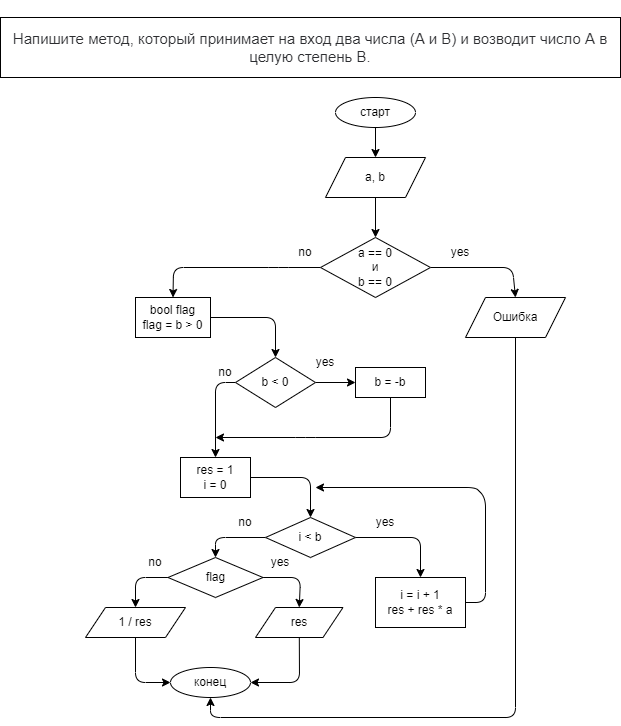 Напишите метод, который принимает на вход два числа (A и B) и возводит число A в
целую степень B.
старт
a, b
no
a == 0
и
b == 0
yes
bool flag
flag = b > 0
Ошибка
no
b < 0
yes
b = -b
res = 1
i = 0
no
i < b
yes
no
flag
yes
i = i + 1
res + res * a
1 / res
res
конец